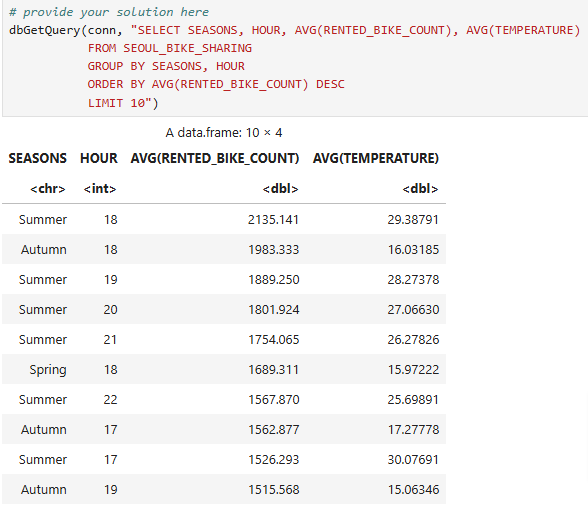 # provide your solution here
dbGetQuery(conn, "SELECT SEASONS, HOUR, AVG(RENTED_BIKE_COUNT), AVG(TEMPERATURE)
FROM SEOUL_BIKE_SHARING
GROUP BY SEASONS, HOUR
ORDER BY AVG(RENTED_BIKE_COUNT) DESC
LIMIT 10")
A data.frame: 10 × 4
SEASONS HOUR AVG(RENTED_BIKE_COUNT) AVG(TEMPERATURE)
<chr> <int> <dbl> <dbl>
Summer 18 2135.141 29.38791
Autumn 18 1983.333 16.03185
Summer 19 1889.250 28.27378
Summer 20 1801.924 27.06630
Summer 21 1754.065 26.27826
Spring 18 1689.311 15.97222
Summer 22 1567.870 25.69891
Autumn 17 1562.877 17.27778
Summer 17 1526.293 30.07691
Autumn 19 1515.568 15.06346